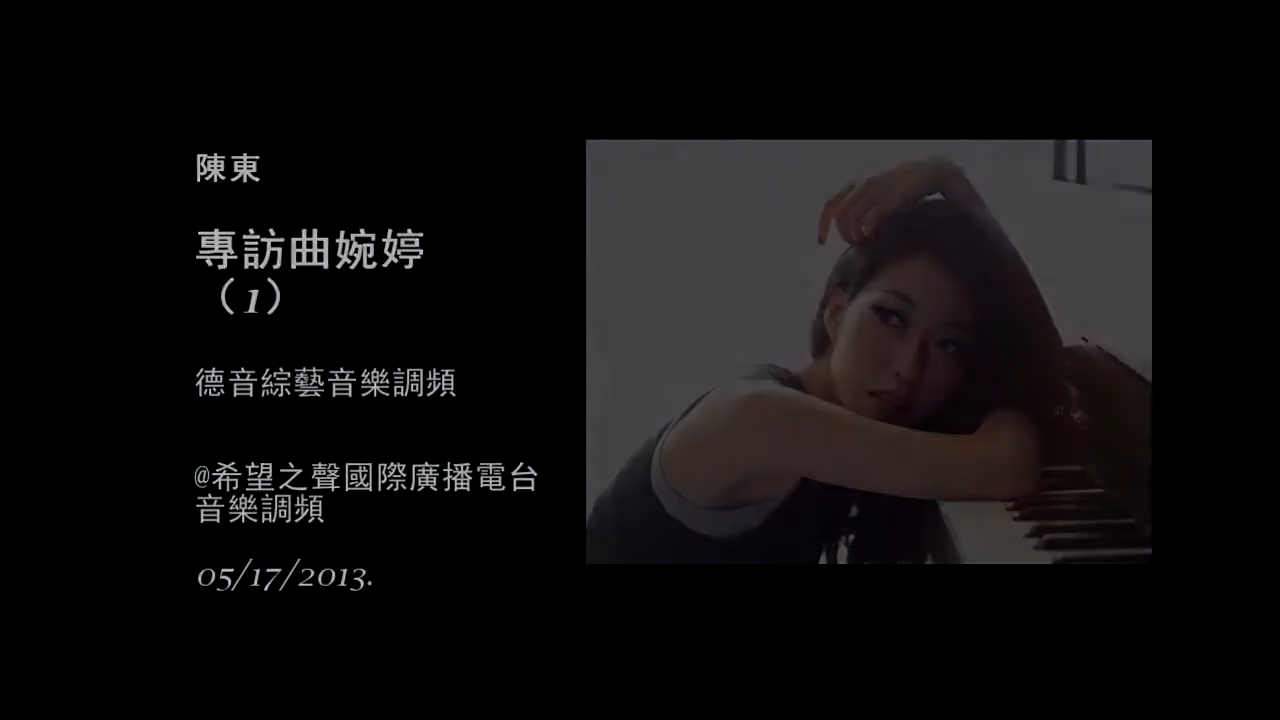 陳東
專訪曲婉婷
（1）
德音綜藝音樂調頻
@希望之聲國際廣播電台
音樂調頻
05/17/2013.